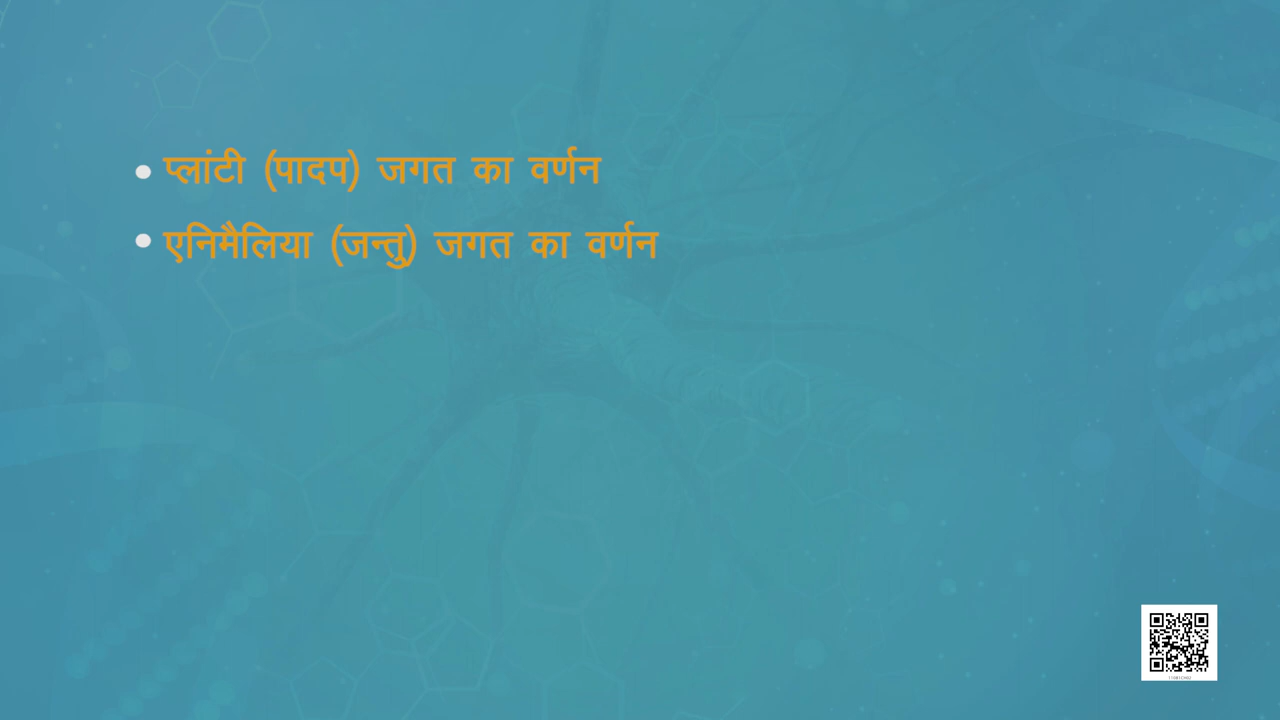 • प्लांटी (पादप) जगत का वर्णन
• एनिमैलिया (जन्तु) जगत का वर्णन